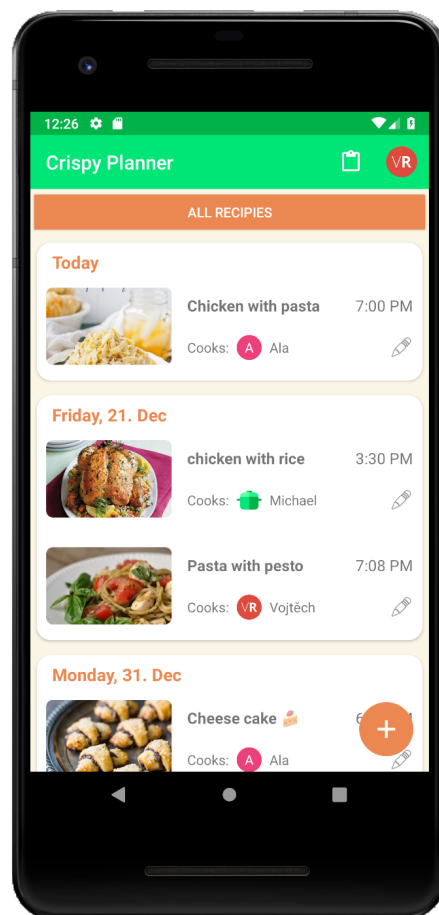 12:26
Crispy Planner
VR
ALL RECIPIES
Today
Chicken with pasta 7:00 PM
Cooks: A Ala
Friday, 21. Dec
chicken with rice 3:30 PM
Cooks: Michael
Pasta with pesto 7:08 PM
Cooks: VR Vojtěch
Monday, 31. Dec
Cheese cake 🍰
Cooks: A Ala